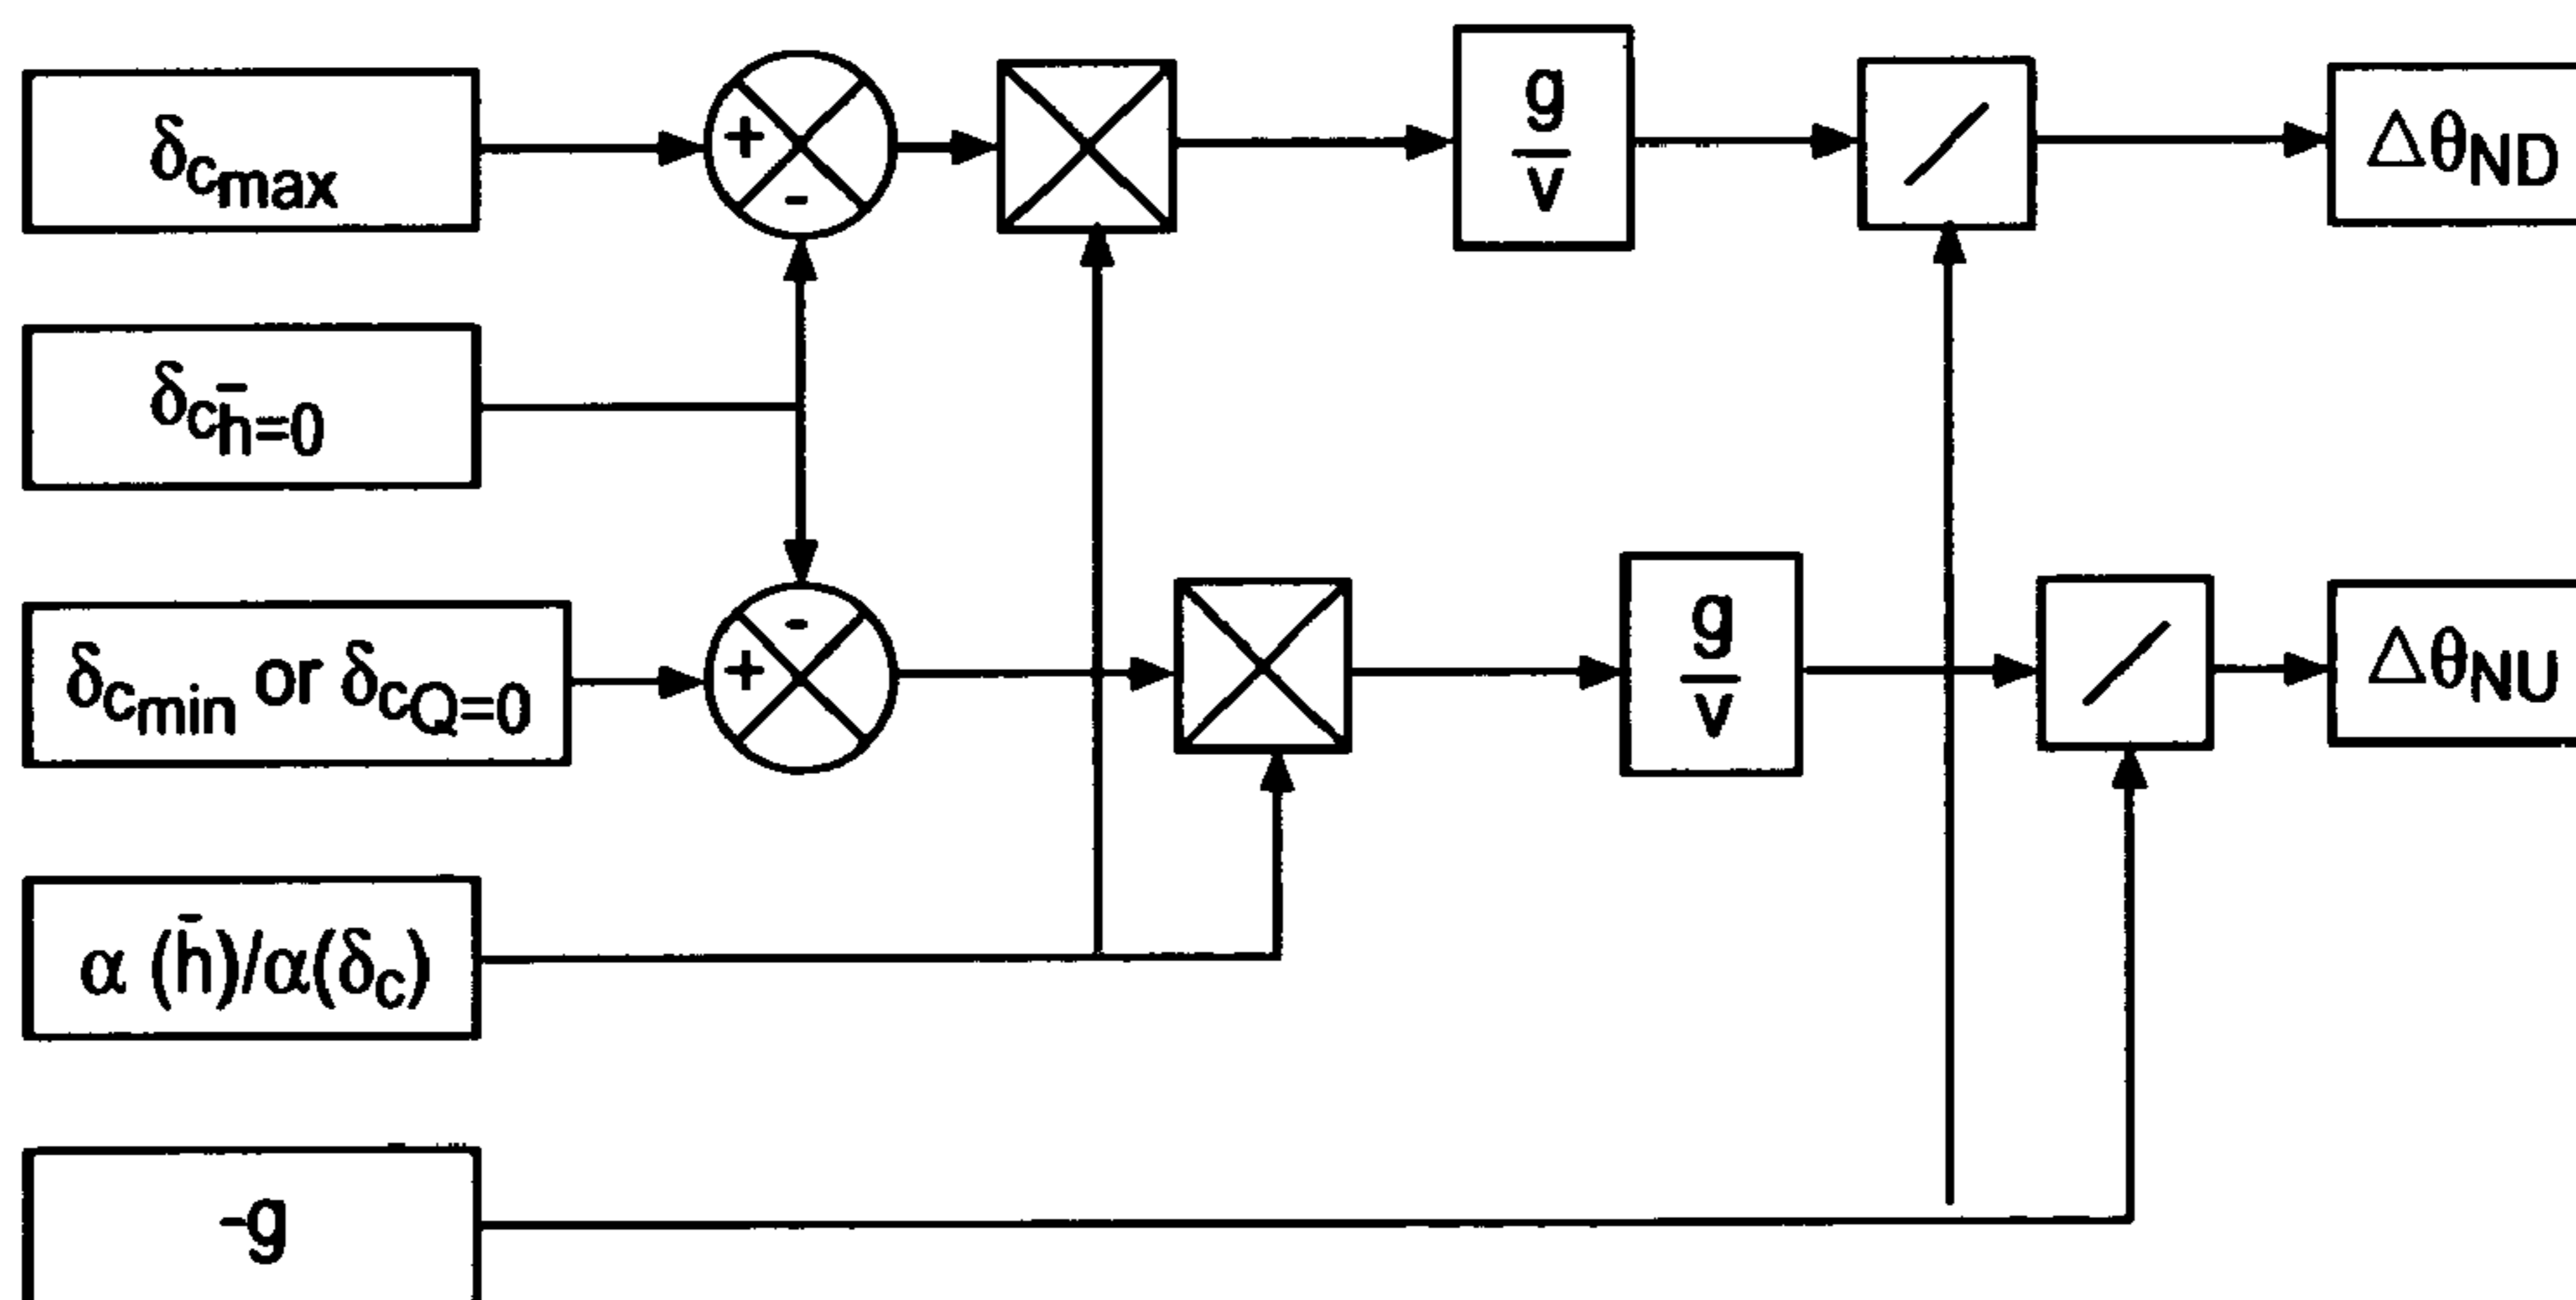 δcmax
+
-
g
v
/
ΔθND
δch̄=0
δcmin or δcQ=0
+
-
g
v
/
ΔθNU
α (h̄)/α(δc)
-g